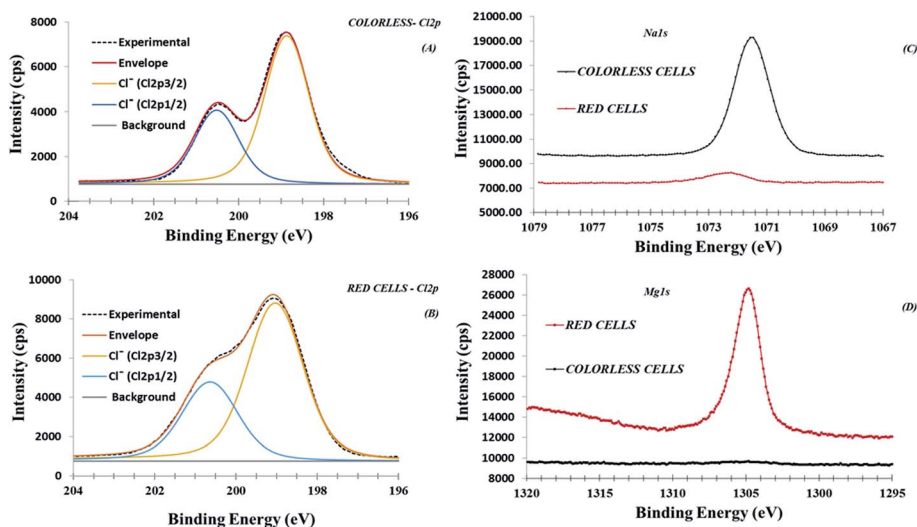 COLORLESS- Cl2p
(A)
Experimental
Envelope
Cl⁻ (Cl2p3/2)
Cl⁻ (Cl2p1/2)
Background
Intensity (cps)
8000
6000
4000
2000
0
204 202 200 198 196
Binding Energy (eV)
RED CELLS - Cl2p
(B)
Experimental
Envelope
Cl⁻ (Cl2p3/2)
Cl⁻ (Cl2p1/2)
Background
Intensity (cps)
10000
8000
6000
4000
2000
0
204 202 200 198 196
Binding Energy (eV)
Na1s
(C)
COLORLESS CELLS
RED CELLS
Intensity (cps)
21000.00
19000.00
17000.00
15000.00
13000.00
11000.00
9000.00
7000.00
5000.00
1079 1077 1075 1073 1071 1069 1067
Binding Energy (eV)
Mg1s
(D)
RED CELLS
COLORLESS CELLS
Intensity (cps)
28000
26000
24000
22000
20000
18000
16000
14000
12000
10000
8000
1320 1315 1310 1305 1300 1295
Binding Energy (eV)